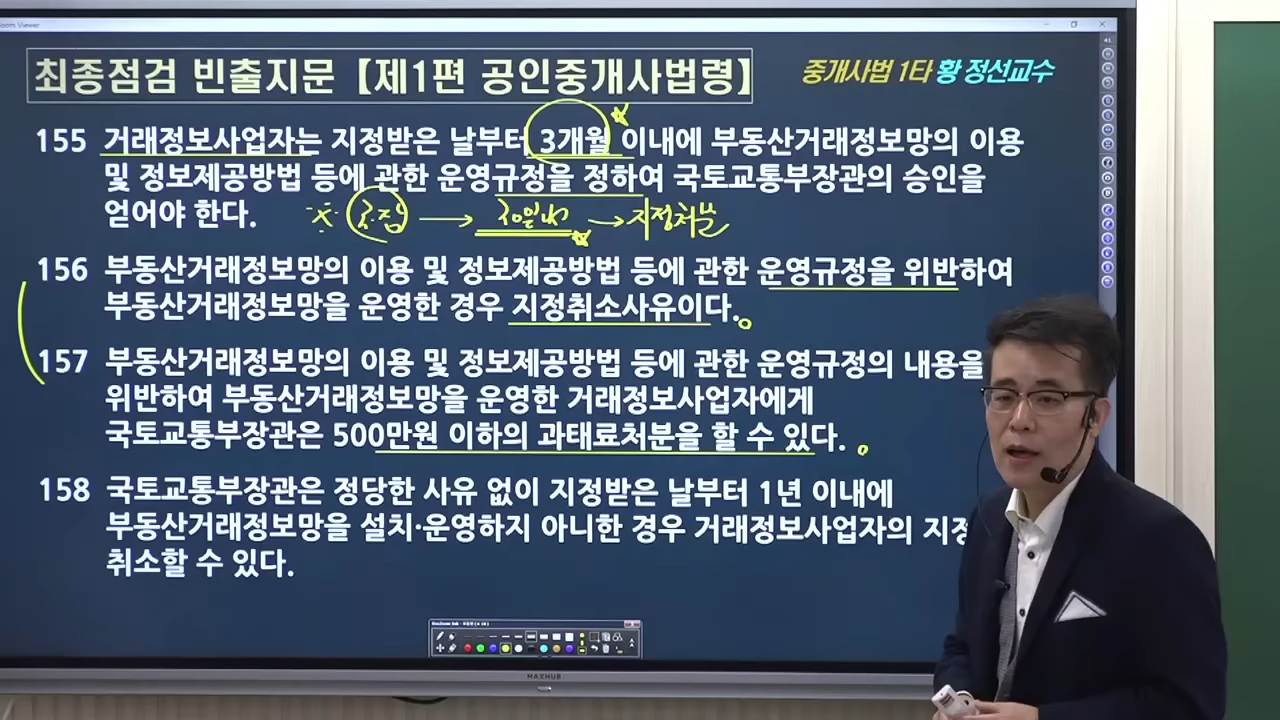 최종점검 빈출지문 【제1편 공인중개사법령】
중개사법 1타 황 정선교수
155 거래정보사업자는 지정받은 날부터 3개월 이내에 부동산거래정보망의 이용
및 정보제공방법 등에 관한 운영규정을 정하여 국토교통부장관의 승인을
얻어야 한다.
30일내 → 지정처분
156 부동산거래정보망의 이용 및 정보제공방법 등에 관한 운영규정을 위반하여
부동산거래정보망을 운영한 경우 지정취소사유이다.
157 부동산거래정보망의 이용 및 정보제공방법 등에 관한 운영규정의 내용을
위반하여 부동산거래정보망을 운영한 거래정보사업자에게
국토교통부장관은 500만원 이하의 과태료처분을 할 수 있다.
158 국토교통부장관은 정당한 사유 없이 지정받은 날부터 1년 이내에
부동산거래정보망을 설치·운영하지 아니한 경우 거래정보사업자의 지정
취소할 수 있다.
MAXHUB